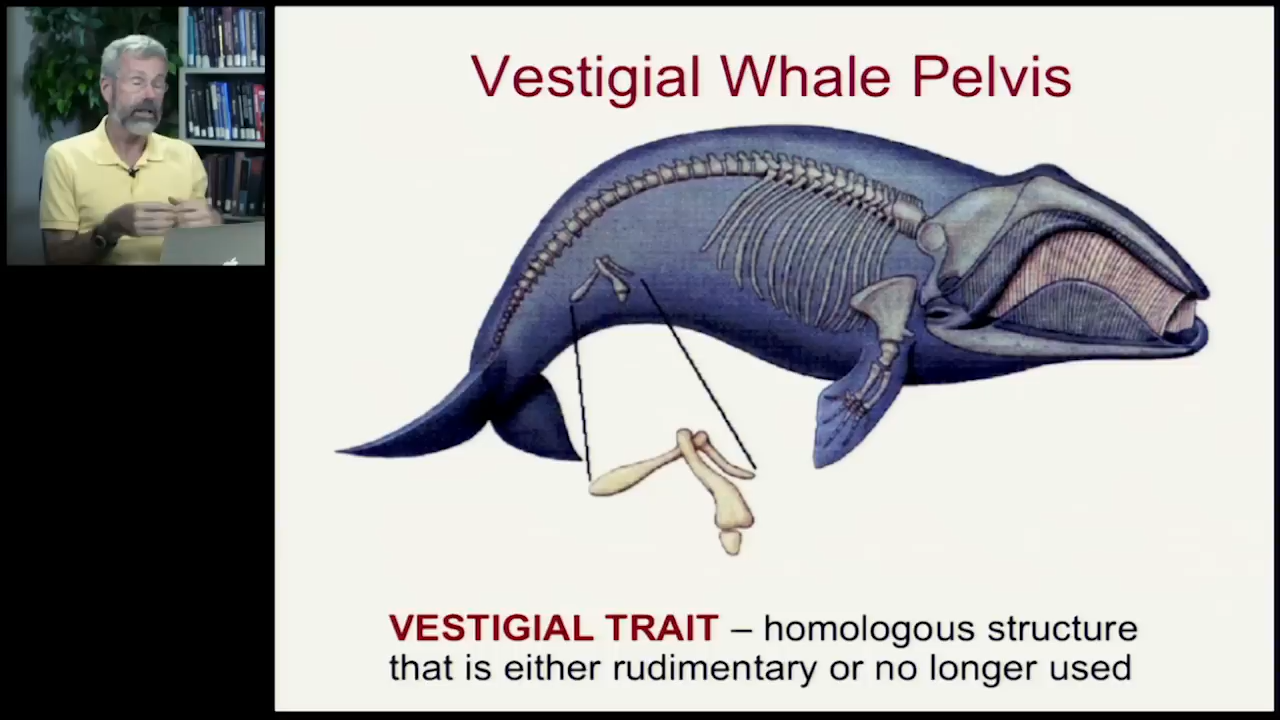 Vestigial Whale Pelvis
VESTIGIAL TRAIT – homologous structure
that is either rudimentary or no longer used